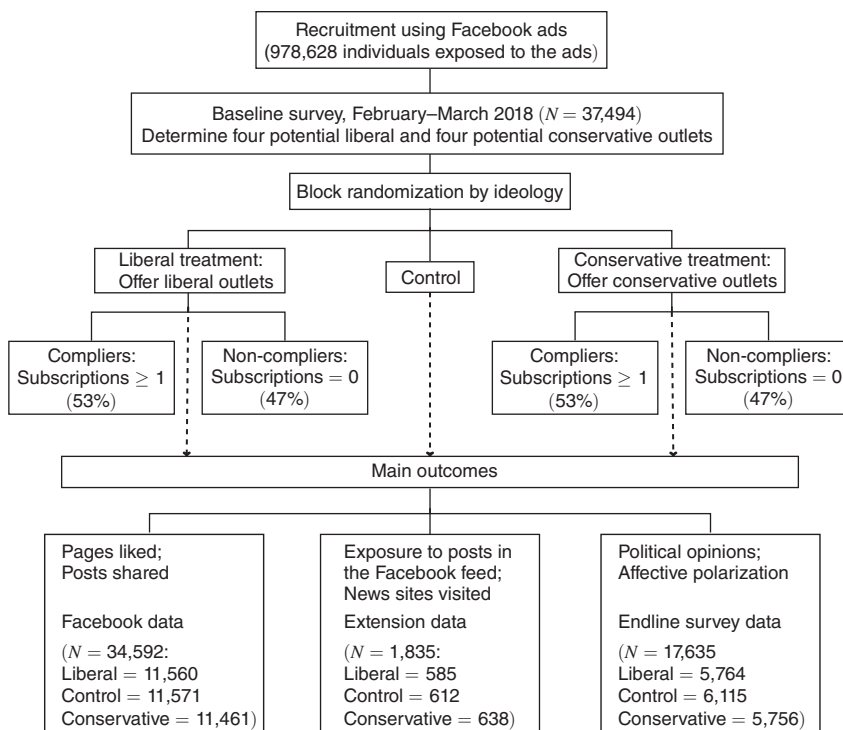 Recruitment using Facebook ads
(978,628 individuals exposed to the ads)
Baseline survey, February–March 2018 (N = 37,494)
Determine four potential liberal and four potential conservative outlets
Block randomization by ideology
Liberal treatment:
Offer liberal outlets
Control
Conservative treatment:
Offer conservative outlets
Compliers:
Subscriptions ≥ 1
(53%)
Non-compliers:
Subscriptions = 0
(47%)
Compliers:
Subscriptions ≥ 1
(53%)
Non-compliers:
Subscriptions = 0
(47%)
Main outcomes
Pages liked;
Posts shared
Facebook data
(N = 34,592:
Liberal = 11,560
Control = 11,571
Conservative = 11,461)
Exposure to posts in
the Facebook feed;
News sites visited
Extension data
(N = 1,835:
Liberal = 585
Control = 612
Conservative = 638)
Political opinions;
Affective polarization
Endline survey data
(N = 17,635
Liberal = 5,764
Control = 6,115
Conservative = 5,756)